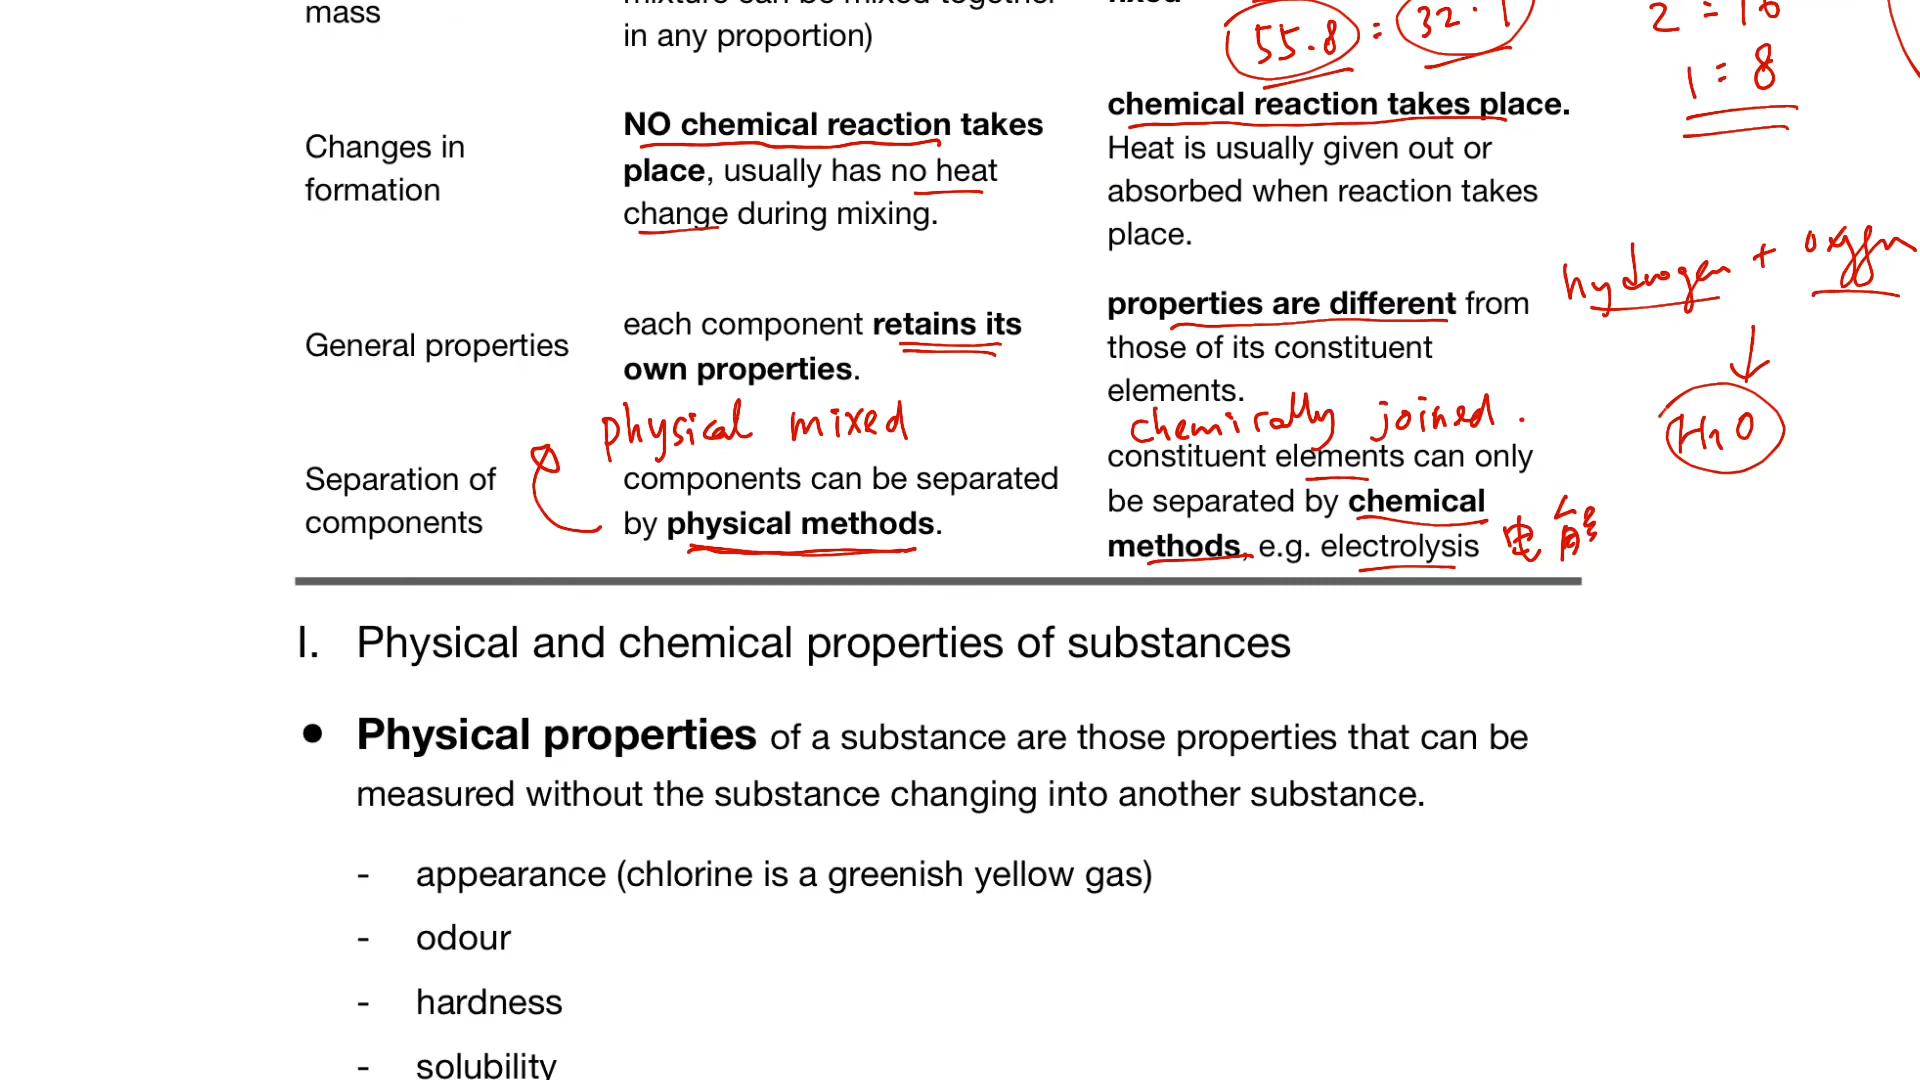 mass
mixture can be mixed together
in any proportion)
fixed
55.8 : 32.1
2 : 16
1 : 8
Changes in
formation
NO chemical reaction takes
place, usually has no heat
change during mixing.
chemical reaction takes place.
Heat is usually given out or
absorbed when reaction takes
place.
hydrogen + oxygen
H2O
General properties
each component retains its
own properties.
properties are different from
those of its constituent
elements.
physical mixed
chemically joined.
Separation of
components
components can be separated
by physical methods.
constituent elements can only
be separated by chemical
methods, e.g. electrolysis
电解
I. Physical and chemical properties of substances
• Physical properties of a substance are those properties that can be
measured without the substance changing into another substance.
- appearance (chlorine is a greenish yellow gas)
- odour
- hardness
- solubility